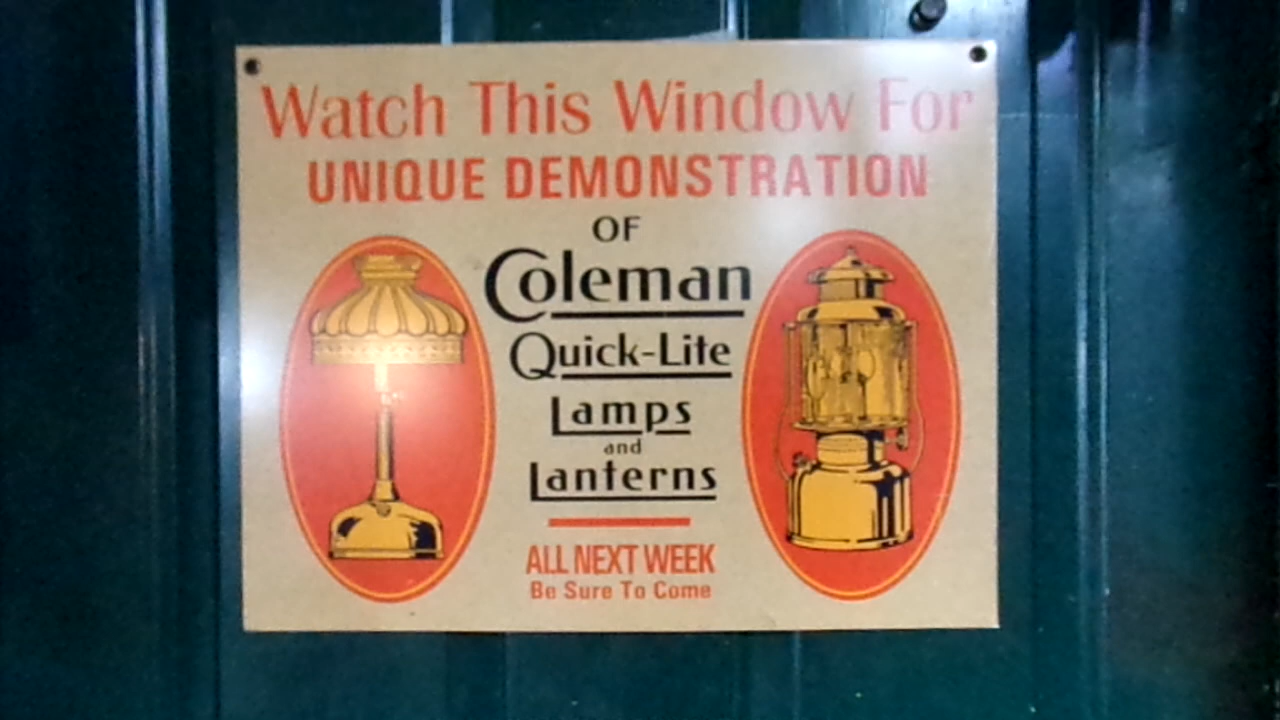 Watch This Window For
UNIQUE DEMONSTRATION
OF
Coleman
Quick-Lite
Lamps
and
Lanterns
ALL NEXT WEEK
Be Sure To Come